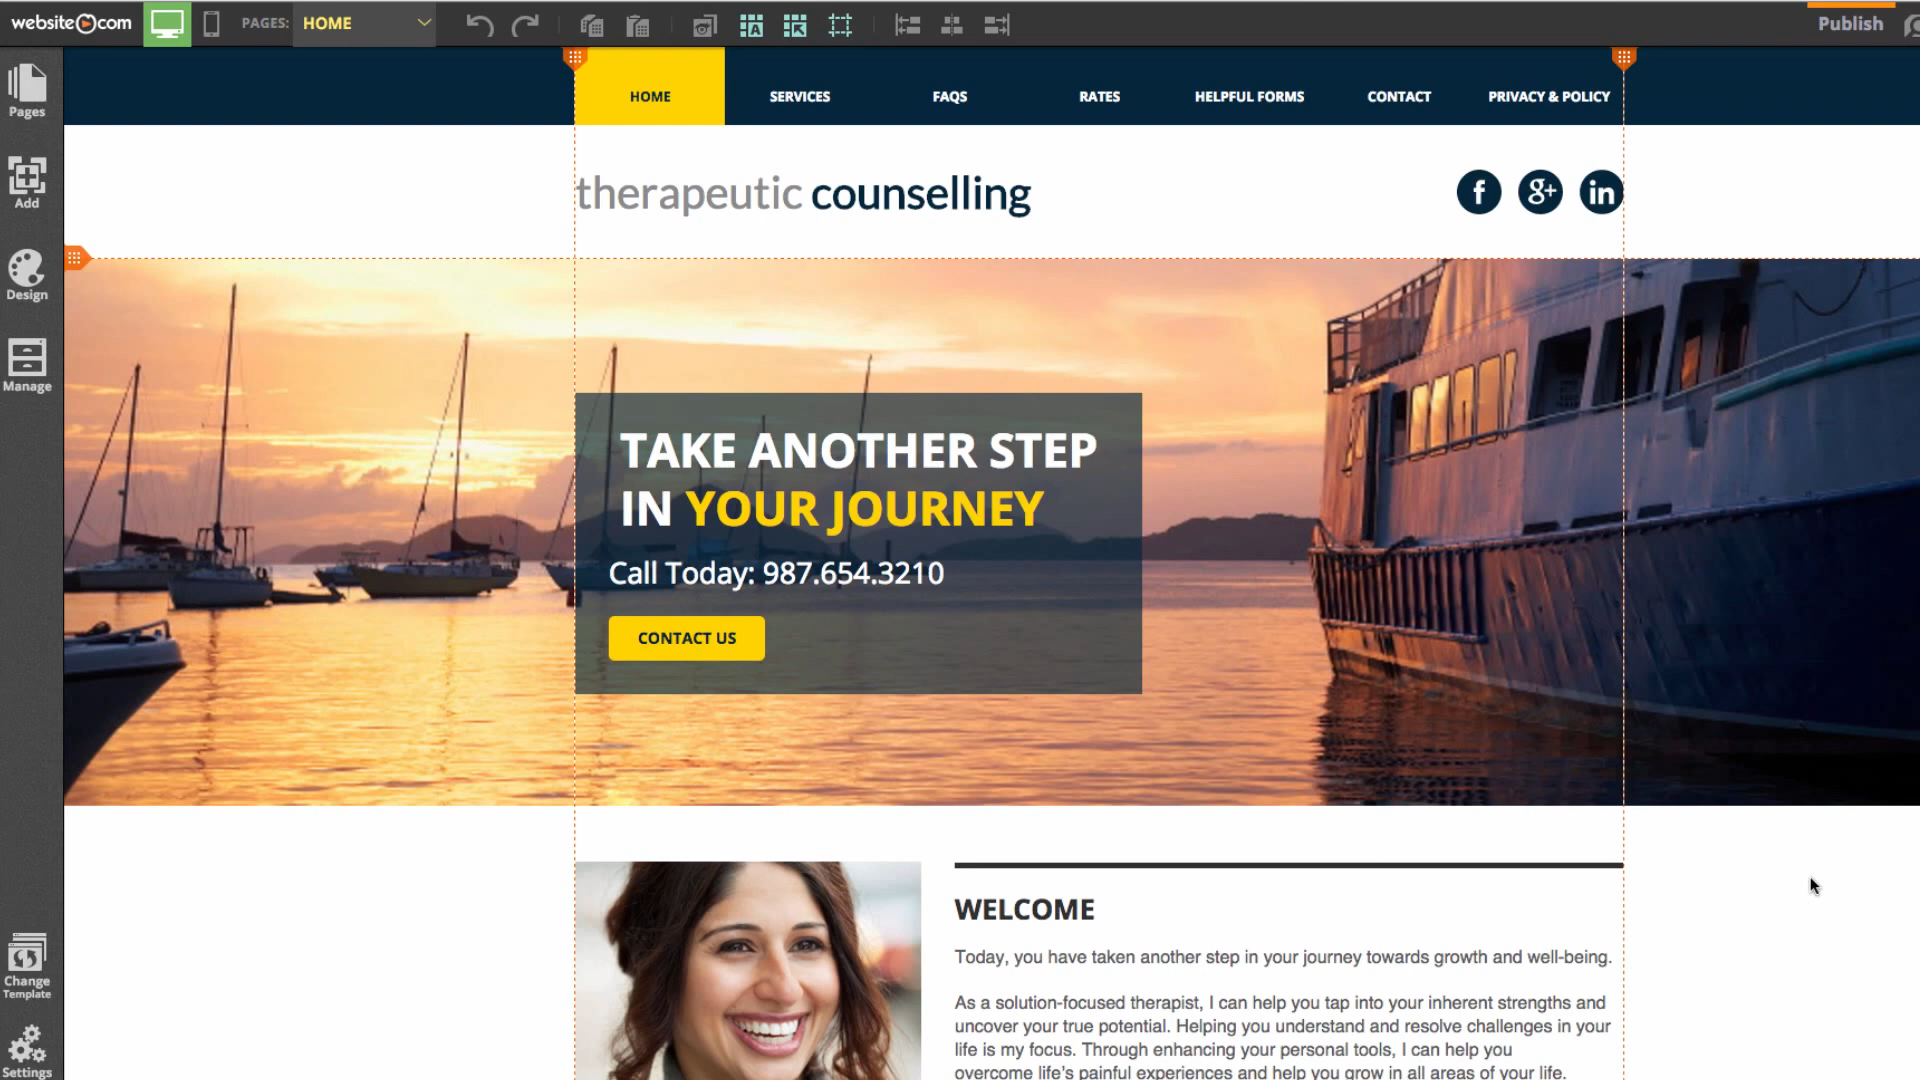 website.com PAGES: HOME Publish
Pages
Add
Design
Manage
Change
Template
Settings
HOME SERVICES FAQS RATES HELPFUL FORMS CONTACT PRIVACY & POLICY
therapeutic counselling
f g+ in
TAKE ANOTHER STEP
IN YOUR JOURNEY
Call Today: 987.654.3210
CONTACT US
WELCOME
Today, you have taken another step in your journey towards growth and well-being.
As a solution-focused therapist, I can help you tap into your inherent strengths and
uncover your true potential. Helping you understand and resolve challenges in your
life is my focus. Through enhancing your personal tools, I can help you
overcome life's painful experiences and help you grow in all areas of your life.